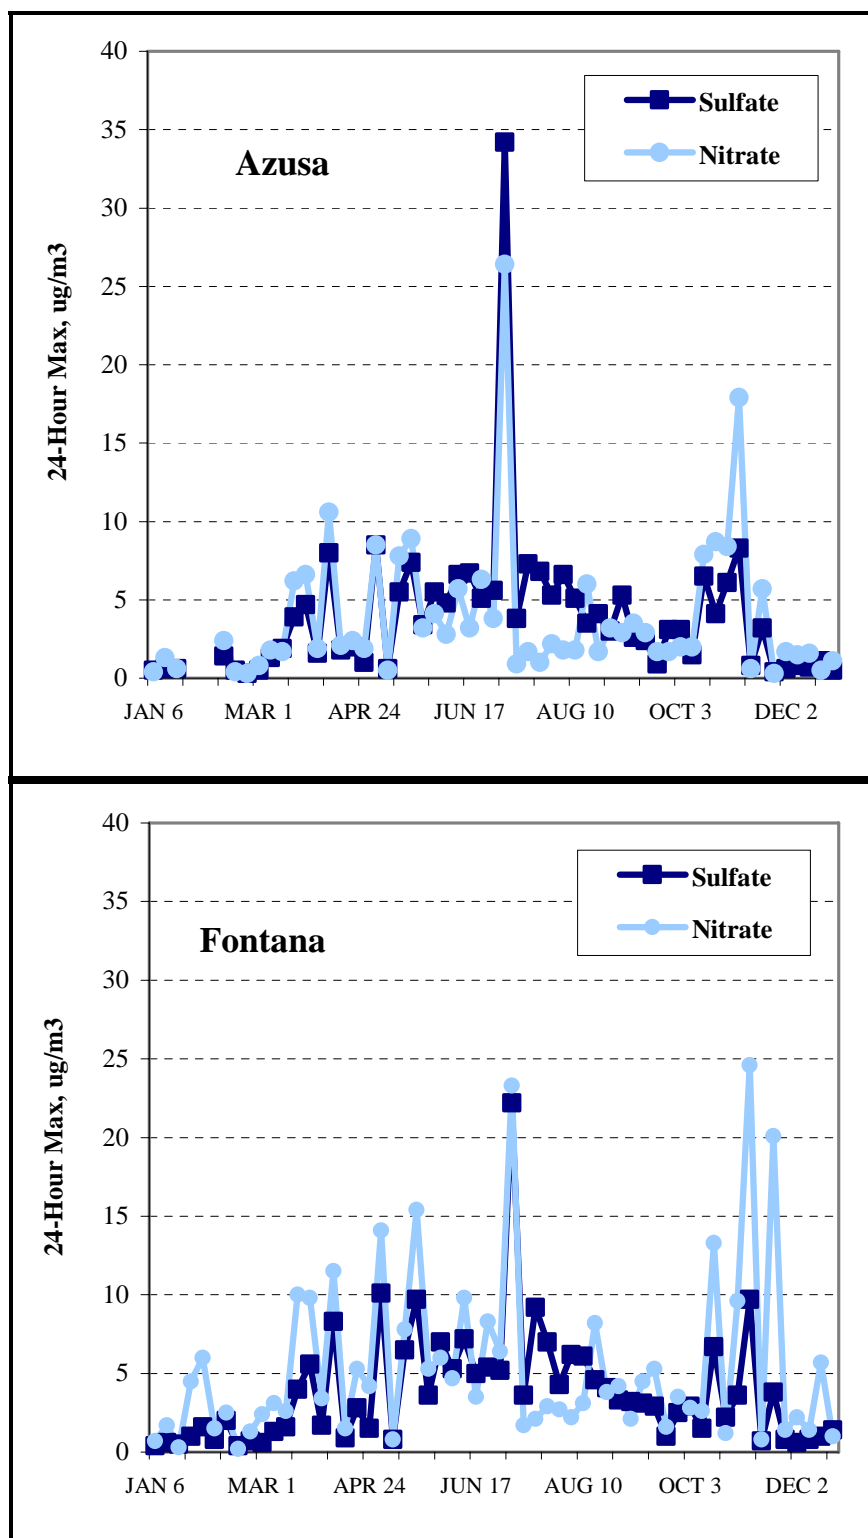 40
35
30
25
20
15
10
5
0
24-Hour Max, ug/m3
Azusa
Sulfate
Nitrate
JAN 6 MAR 1 APR 24 JUN 17 AUG 10 OCT 3 DEC 2
40
35
30
25
20
15
10
5
0
24-Hour Max, ug/m3
Fontana
Sulfate
Nitrate
JAN 6 MAR 1 APR 24 JUN 17 AUG 10 OCT 3 DEC 2